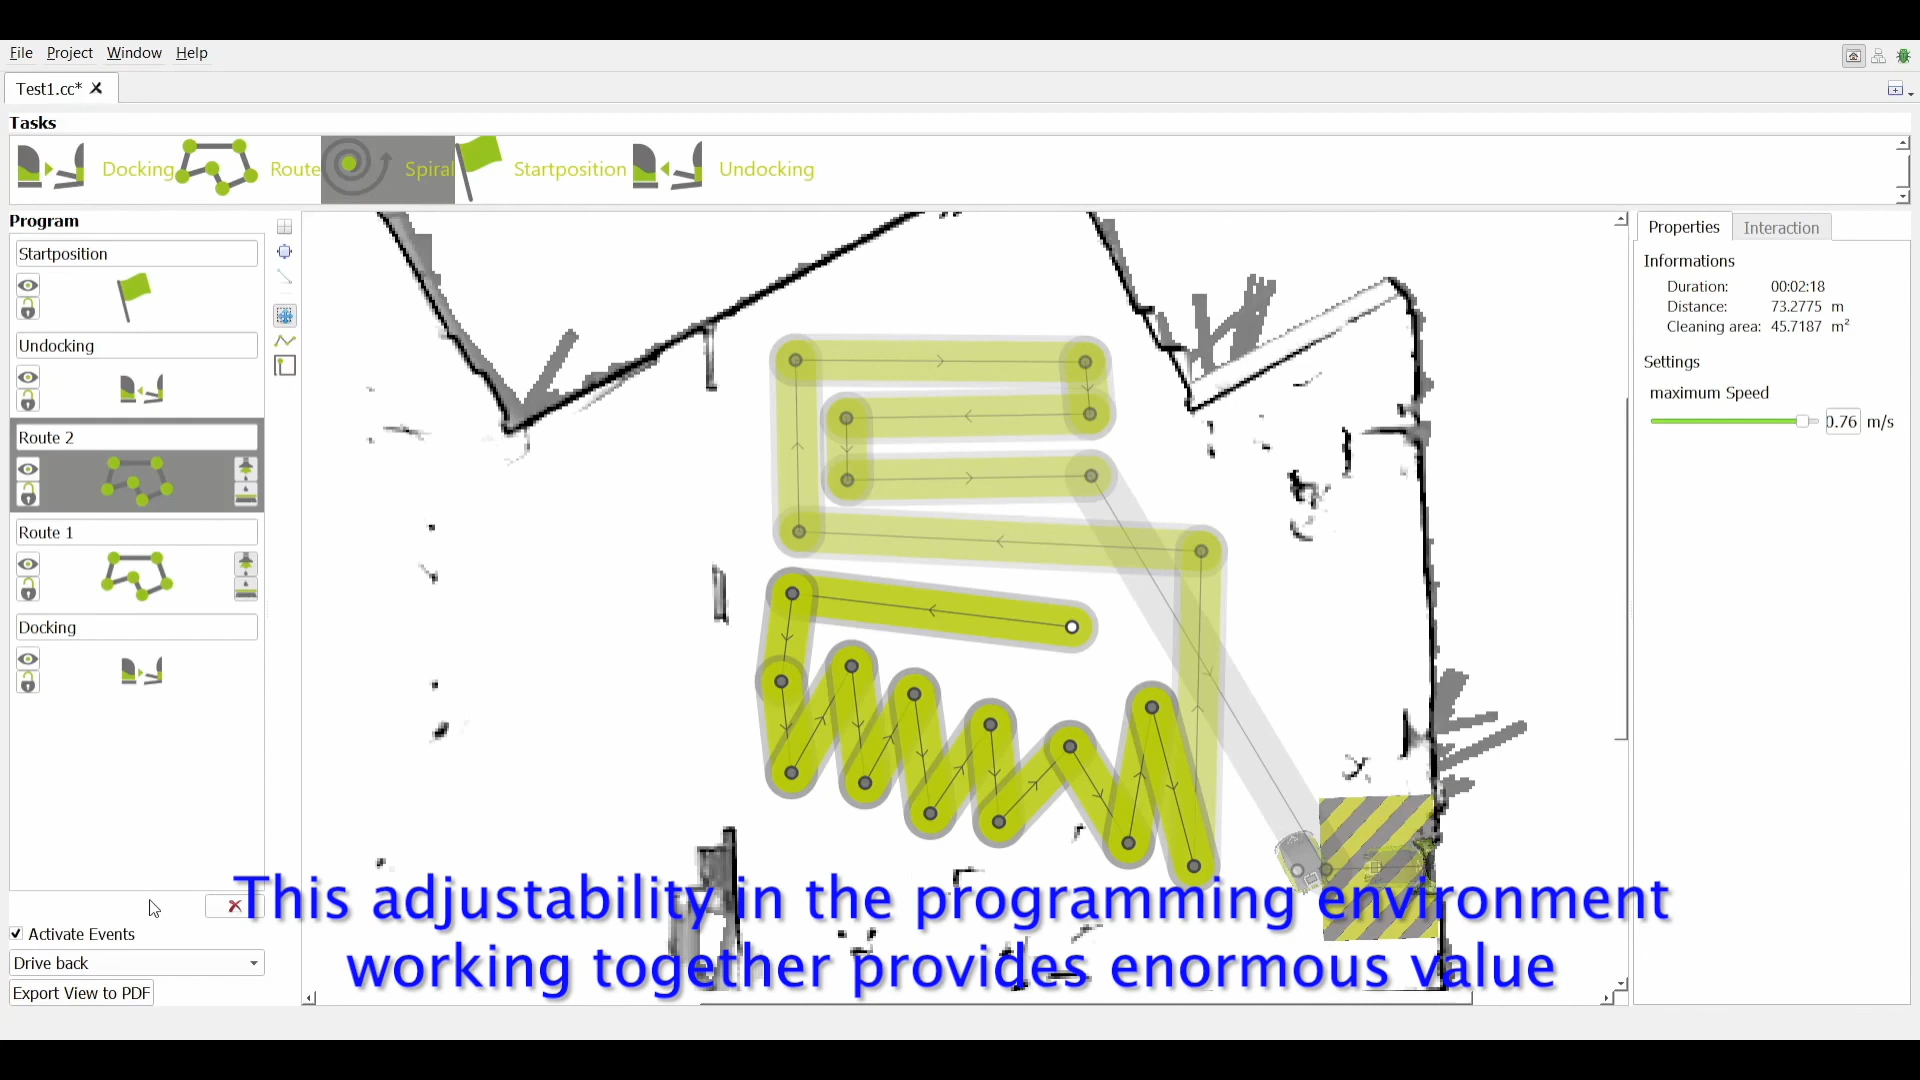 File Project Window Help
Test1.cc*
Tasks
Docking Route Spiral Startposition Undocking
Program
Startposition
Undocking
Route 2
Route 1
Docking
Activate Events
Drive back
Export View to PDF
Properties Interaction
Informations
Duration: 00:02:18
Distance: 73.2775 m
Cleaning area: 45.7187 m²
Settings
maximum Speed
0.76 m/s
This adjustability in the programming environment
working together provides enormous value